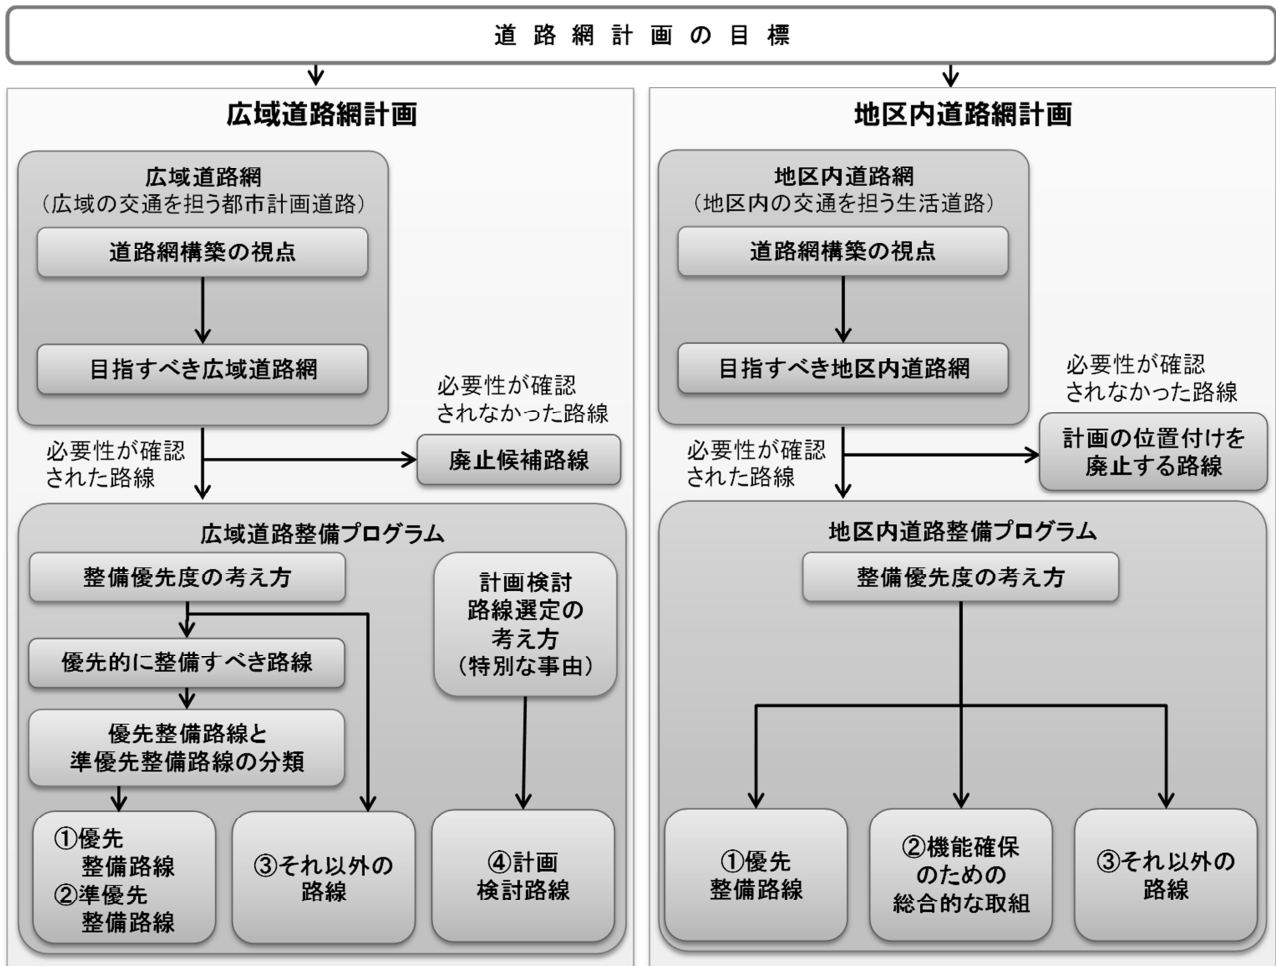 道路網計画の目標
広域道路網計画
広域道路網
（広域の交通を担う都市計画道路）
道路網構築の視点
目指すべき広域道路網
必要性が確認
されなかった路線
必要性が確認
された路線
廃止候補路線
広域道路整備プログラム
整備優先度の考え方
優先的に整備すべき路線
優先整備路線と
準優先整備路線の分類
計画検討
路線選定の
考え方
（特別な事由）
①優先
整備路線
②準優先
整備路線
③それ以外の
路線
④計画
検討路線
地区内道路網計画
地区内道路網
（地区内の交通を担う生活道路）
道路網構築の視点
目指すべき地区内道路網
必要性が確認
されなかった路線
必要性が確認
された路線
計画の位置付けを
廃止する路線
地区内道路整備プログラム
整備優先度の考え方
①優先
整備路線
②機能確保
のための
総合的な取組
③それ以外の
路線